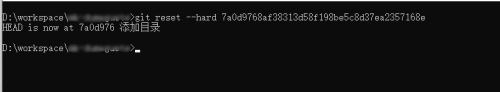 D:\workspace\>git reset --hard 7a0d9768af38313d58f198be5c8d37ea2357168e
HEAD is now at 7a0d976 添加目录
D:\workspace\>